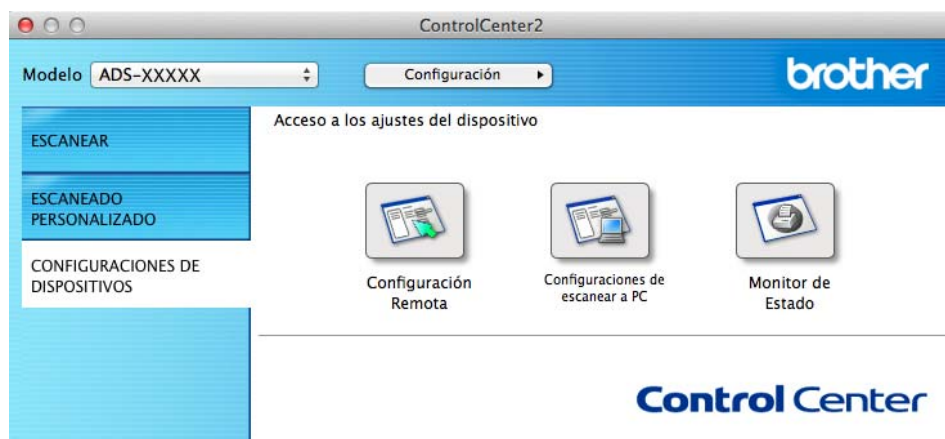 ControlCenter2
Modelo ADS-XXXXX Configuración brother
ESCANEAR
ESCANEADO
PERSONALIZADO
CONFIGURACIONES DE
DISPOSITIVOS
Acceso a los ajustes del dispositivo
Configuración
Remota
Configuraciones de
escanear a PC
Monitor de
Estado
Control Center